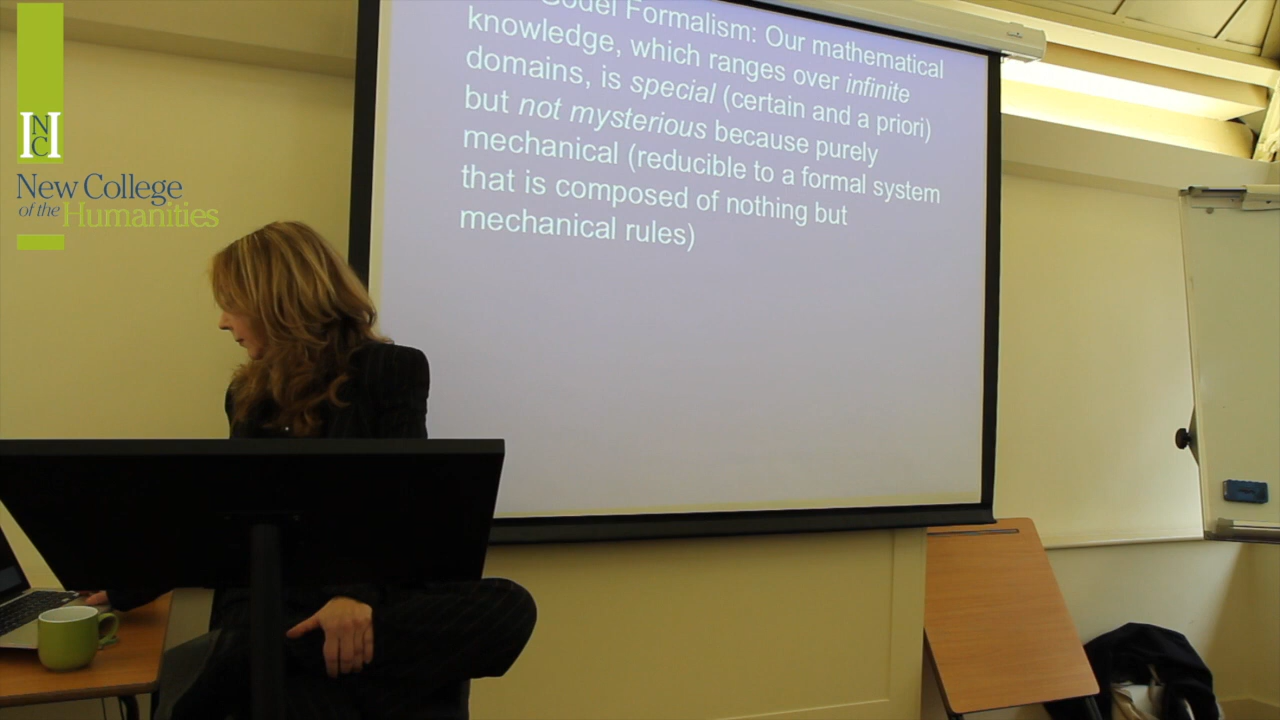 N
C
H
New College
of the Humanities
Gödel Formalism: Our mathematical
knowledge, which ranges over infinite
domains, is special (certain and a priori)
but not mysterious because purely
mechanical (reducible to a formal system
that is composed of nothing but
mechanical rules)